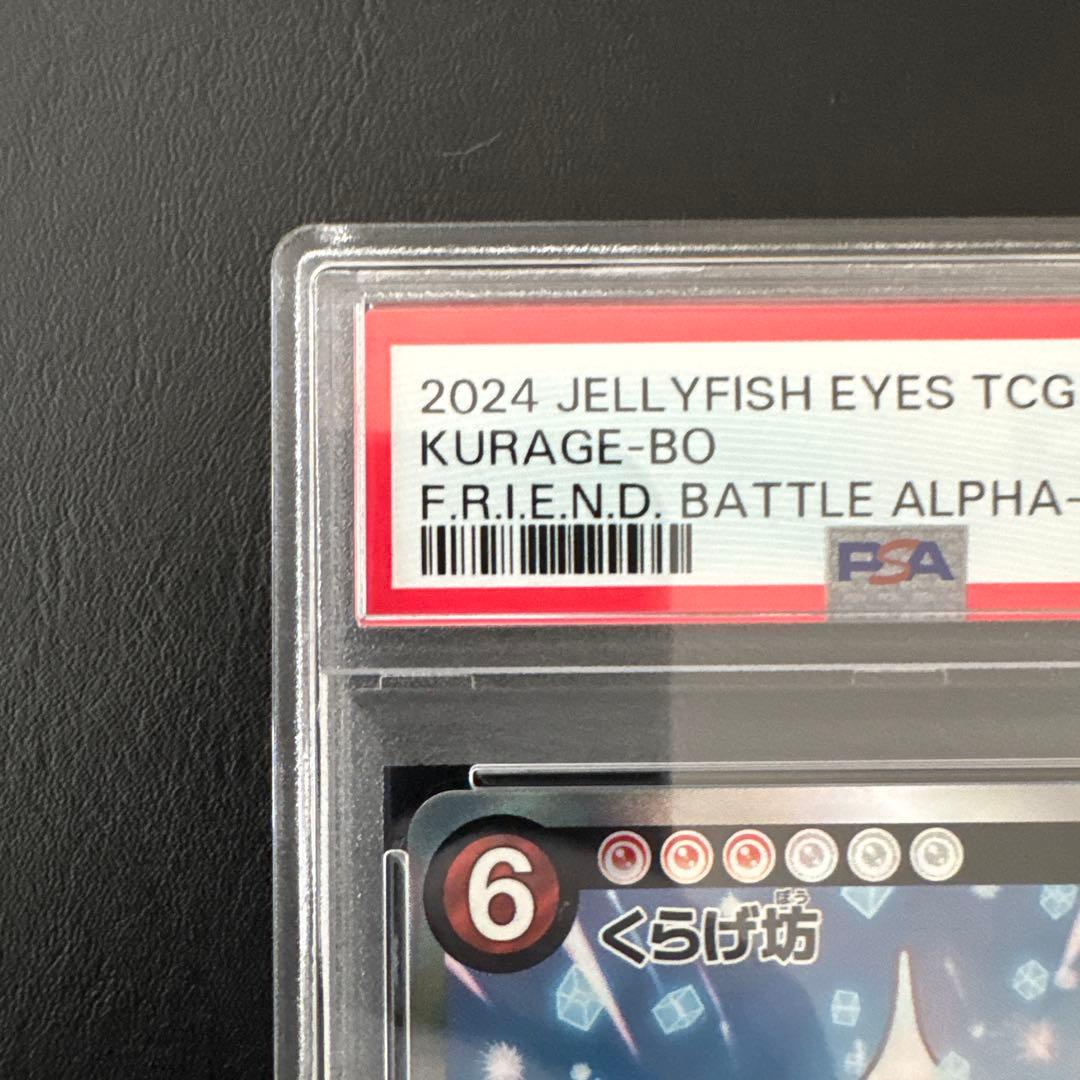 2024 JELLYFISH EYES TCG
KURAGE-BO
F.R.I.E.N.D. BATTLE ALPHA-
PSA
6
ぼう
くらげ坊